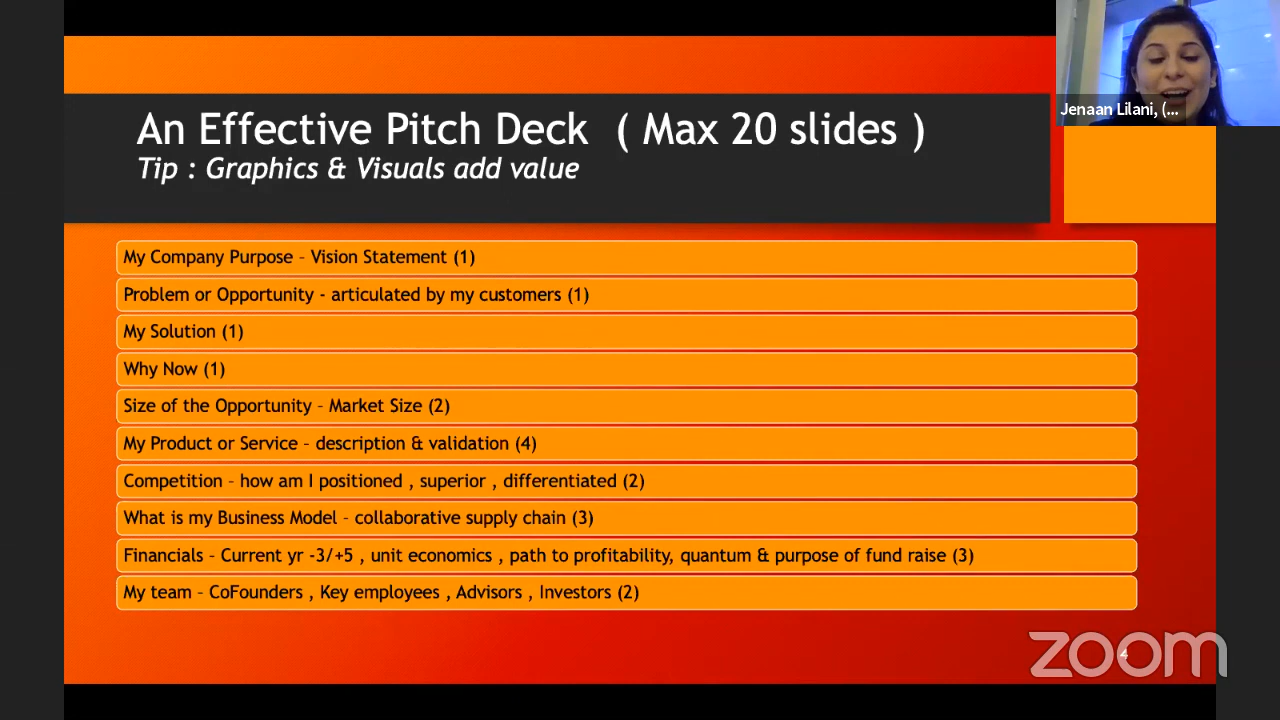 An Effective Pitch Deck ( Max 20 slides )
Tip : Graphics & Visuals add value
Jenaan Lilani, (...
My Company Purpose – Vision Statement (1)
Problem or Opportunity - articulated by my customers (1)
My Solution (1)
Why Now (1)
Size of the Opportunity – Market Size (2)
My Product or Service – description & validation (4)
Competition – how am I positioned , superior , differentiated (2)
What is my Business Model – collaborative supply chain (3)
Financials – Current yr -3/+5 , unit economics , path to profitability, quantum & purpose of fund raise (3)
My team – CoFounders , Key employees , Advisors , Investors (2)
4
zoom